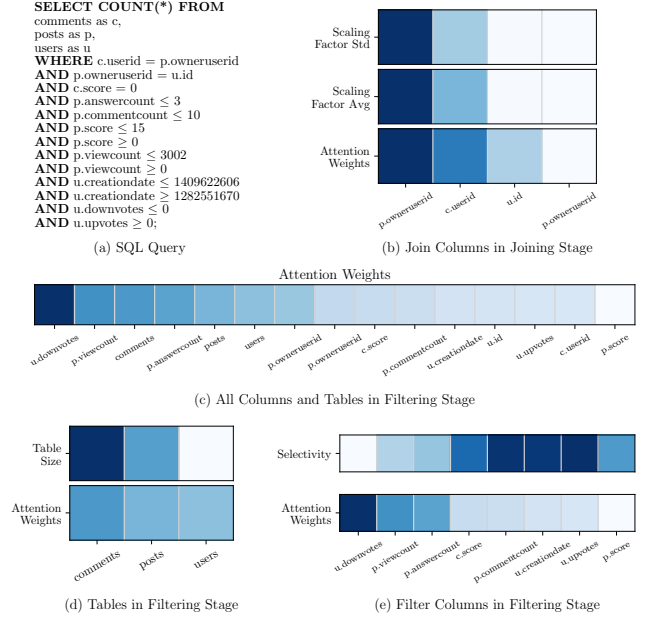 SELECT COUNT(*) FROM
comments as c,
posts as p,
users as u
WHERE c.userid = p.owneruserid
AND p.owneruserid = u.id
AND c.score = 0
AND p.answercount ≤ 3
AND p.commentcount ≤ 10
AND p.score ≤ 15
AND p.score ≥ 0
AND p.viewcount ≤ 3002
AND p.viewcount ≥ 0
AND u.creationdate ≤ 1409622606
AND u.creationdate ≥ 1282551670
AND u.downvotes ≤ 0
AND u.upvotes ≥ 0;
(a) SQL Query
Scaling
Factor Std
Scaling
Factor Avg
Attention
Weights
p.owneruserid
c.userid
u.id
p.owneruserid
(b) Join Columns in Joining Stage
Attention Weights
u.downvotes
p.viewcount
comments
p.answercount
posts
users
p.owneruserid
p.owneruserid
c.score
p.commentcount
u.creationdate
u.id
u.upvotes
c.userid
p.score
(c) All Columns and Tables in Filtering Stage
Table
Size
Attention
Weights
comments
posts
users
(d) Tables in Filtering Stage
Selectivity
Attention
Weights
u.downvotes
p.viewcount
p.answercount
c.score
p.commentcount
u.creationdate
u.upvotes
p.score
(e) Filter Columns in Filtering Stage